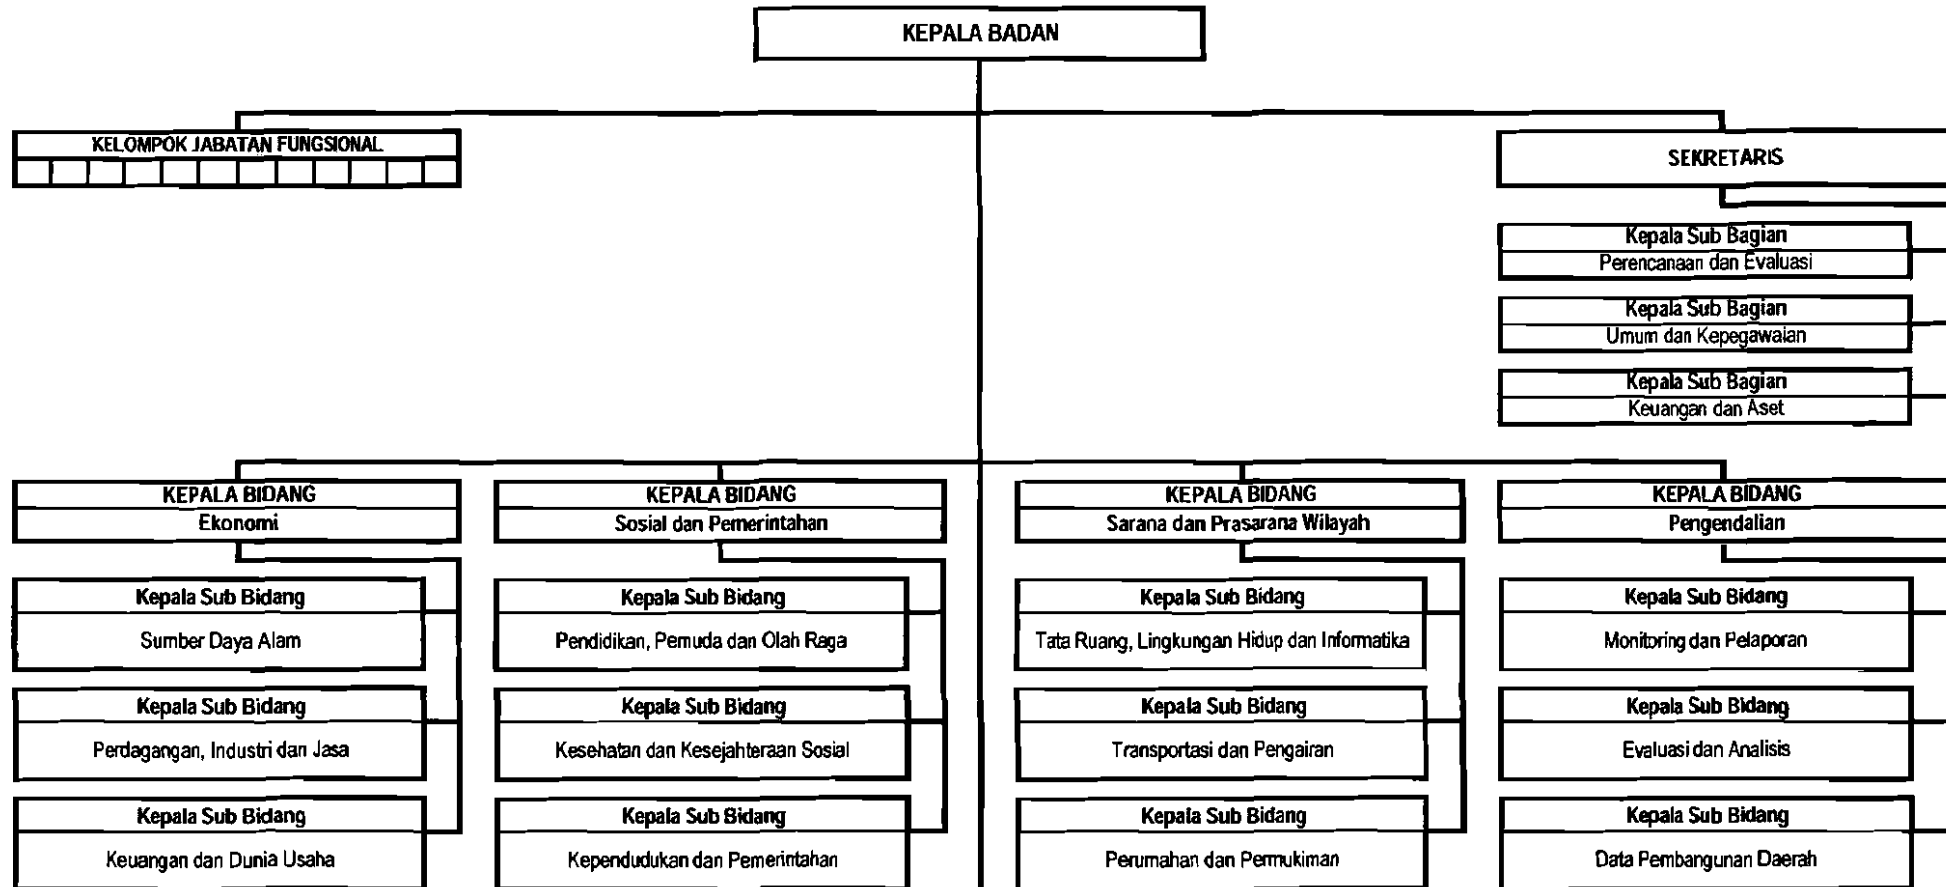 KEPALA BADAN
KELOMPOK JABATAN FUNGSIONAL
SEKRETARIS
Kepala Sub Bagian
Perencanaan dan Evaluasi
Kepala Sub Bagian
Umum dan Kepegawaian
Kepala Sub Bagian
Keuangan dan Aset
KEPALA BIDANG
Ekonomi
KEPALA BIDANG
Sosial dan Pemerintahan
KEPALA BIDANG
Sarana dan Prasarana Wilayah
KEPALA BIDANG
Pengendalian
Kepala Sub Bidang
Sumber Daya Alam
Kepala Sub Bidang
Pendidikan, Pemuda dan Olah Raga
Kepala Sub Bidang
Tata Ruang, Lingkungan Hidup dan Informatika
Kepala Sub Bidang
Monitoring dan Pelaporan
Kepala Sub Bidang
Perdagangan, Industri dan Jasa
Kepala Sub Bidang
Kesehatan dan Kesejahteraan Sosial
Kepala Sub Bidang
Transportasi dan Pengairan
Kepala Sub Bidang
Evaluasi dan Analisis
Kepala Sub Bidang
Keuangan dan Dunia Usaha
Kepala Sub Bidang
Kependudukan dan Pemerintahan
Kepala Sub Bidang
Perumahan dan Permukiman
Kepala Sub Bidang
Data Pembangunan Daerah